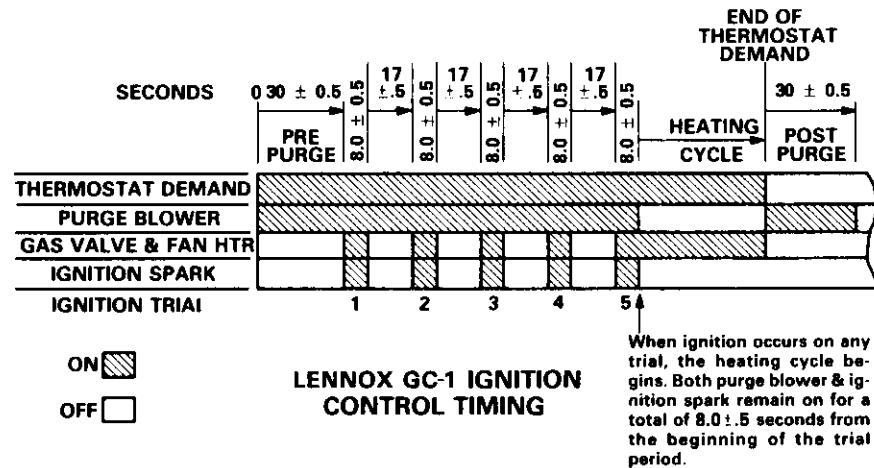 END OF
THERMOSTAT
DEMAND
SECONDS
0 30 ± 0.5
8.0 ± 0.5
17
±.5
8.0 ± 0.5
17
±.5
8.0 ± 0.5
17
±.5
8.0 ± 0.5
17
±.5
8.0 ± 0.5
30 ± 0.5
PRE
PURGE
HEATING
CYCLE
POST
PURGE
THERMOSTAT DEMAND
PURGE BLOWER
GAS VALVE & FAN HTR
IGNITION SPARK
IGNITION TRIAL
1 2 3 4 5
ON
OFF
LENNOX GC-1 IGNITION
CONTROL TIMING
When ignition occurs on any
trial, the heating cycle be-
gins. Both purge blower & ig-
nition spark remain on for a
total of 8.0±.5 seconds from
the beginning of the trial
period.